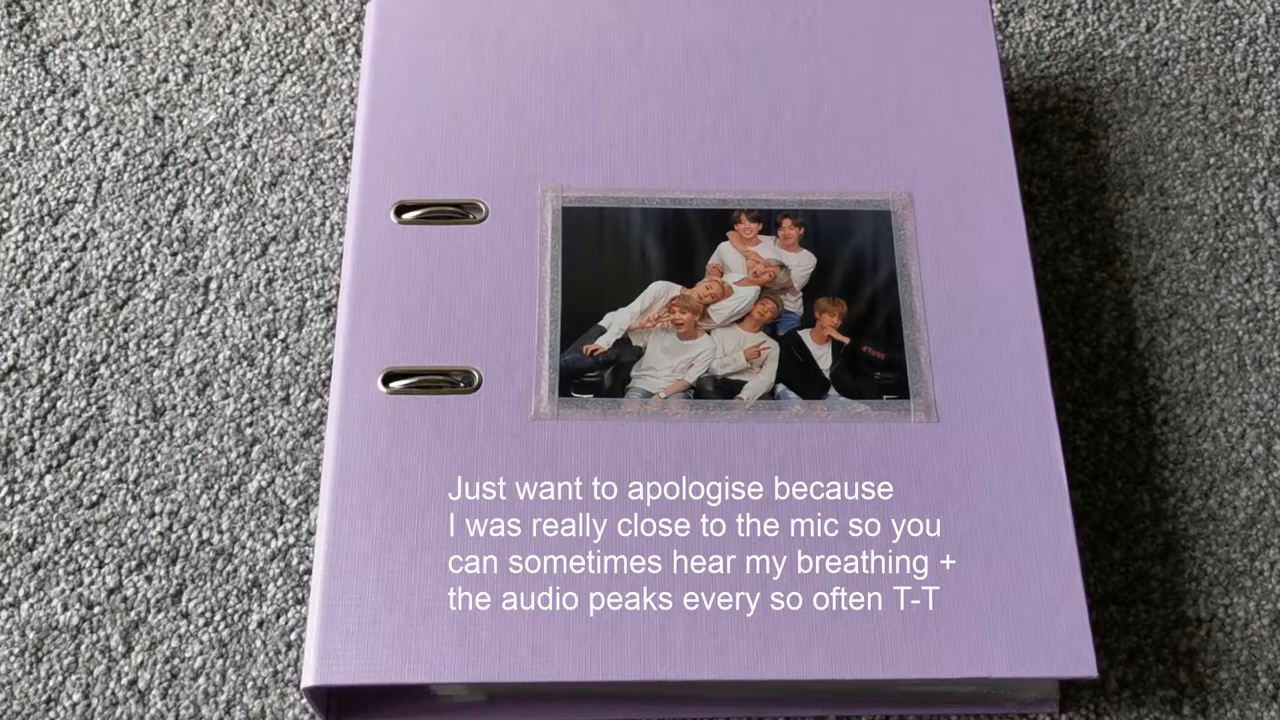 Just want to apologise because
I was really close to the mic so you
can sometimes hear my breathing +
the audio peaks every so often T-T